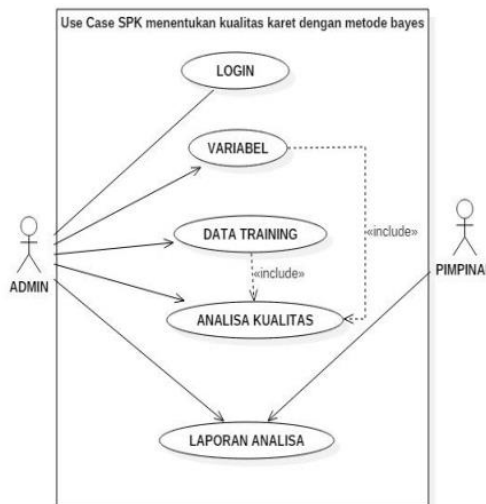 Use Case SPK menentukan kualitas karet dengan metode bayes
LOGIN
VARIABEL
DATA TRAINING
«include»
«include»
ADMIN
PIMPINAN
ANALISA KUALITAS
LAPORAN ANALISA